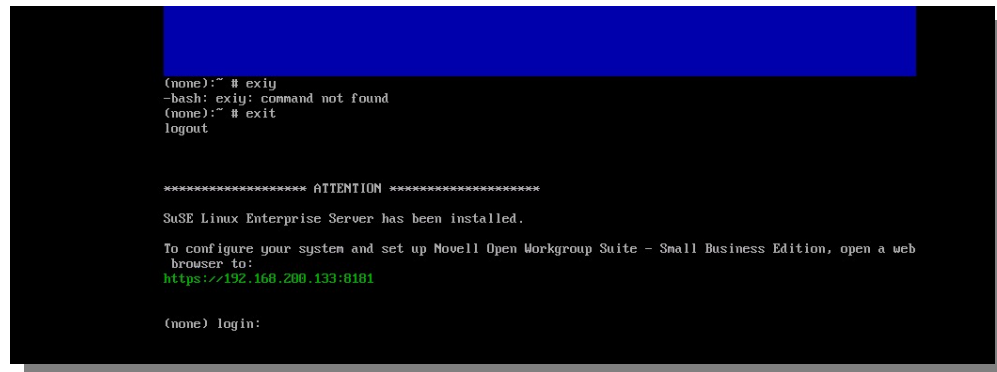 (none):~ # exiy
-bash: exiy: command not found
(none):~ # exit
logout
******************* ATTENTION ********************
SuSE Linux Enterprise Server has been installed.
To configure your system and set up Novell Open Workgroup Suite - Small Business Edition, open a web
browser to:
https://192.168.200.133:8181
(none) login: